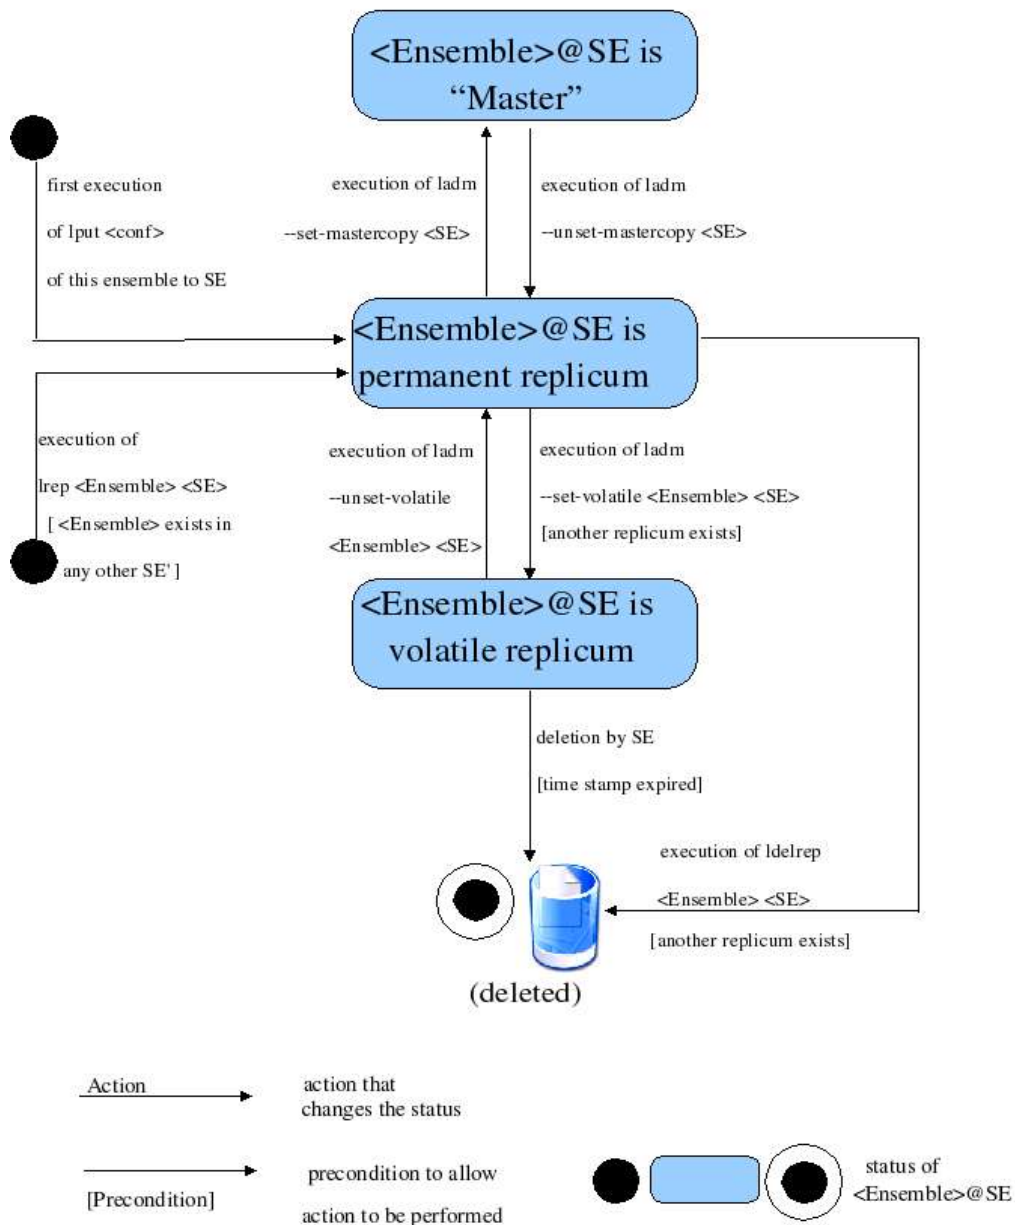 <Ensemble>@SE is
“Master”
first execution
of lput <conf>
of this ensemble to SE
execution of ladm
--set-mastercopy <SE>
execution of ladm
--unset-mastercopy <SE>
<Ensemble>@SE is
permanent replicum
execution of
lrep <Ensemble> <SE>
[ <Ensemble> exists in
any other SE' ]
execution of ladm
--unset-volatile
<Ensemble> <SE>
execution of ladm
--set-volatile <Ensemble> <SE>
[another replicum exists]
<Ensemble>@SE is
volatile replicum
deletion by SE
[time stamp expired]
execution of ldelrep
<Ensemble> <SE>
[another replicum exists]
(deleted)
Action
action that
changes the status
[Precondition]
precondition to allow
action to be performed
status of
<Ensemble>@SE